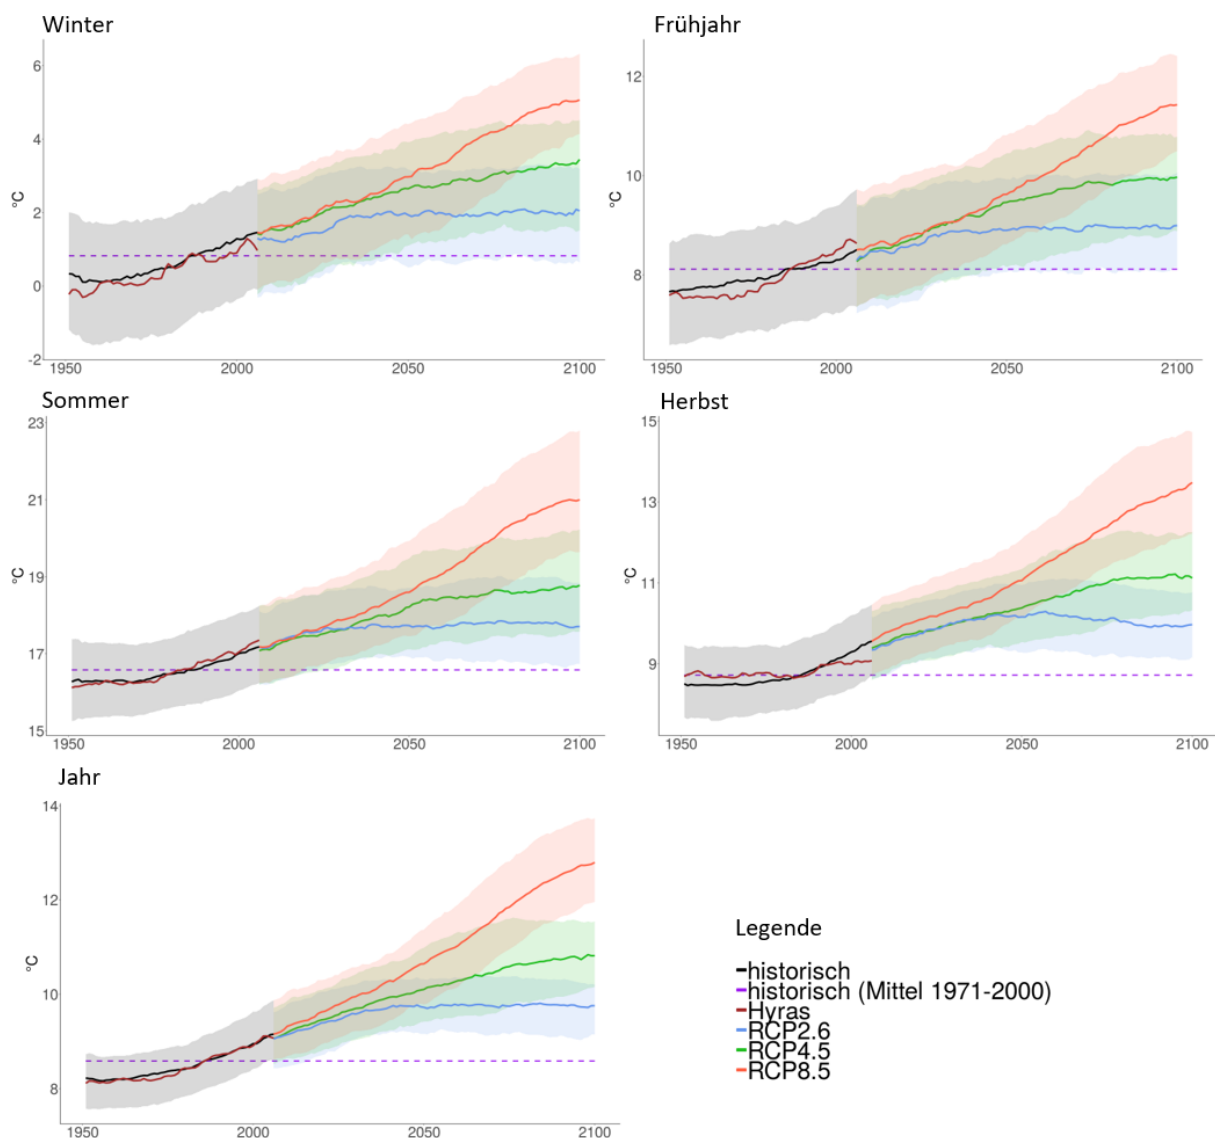 Winter
6
4
2
0
-2
°C
1950 2000 2050 2100
Frühjahr
12
10
8
°C
1950 2000 2050 2100
Sommer
23
21
19
17
15
°C
1950 2000 2050 2100
Herbst
15
13
11
9
°C
1950 2000 2050 2100
Jahr
14
12
10
8
°C
1950 2000 2050 2100
Legende
historisch
historisch (Mittel 1971-2000)
Hyras
RCP2.6
RCP4.5
RCP8.5